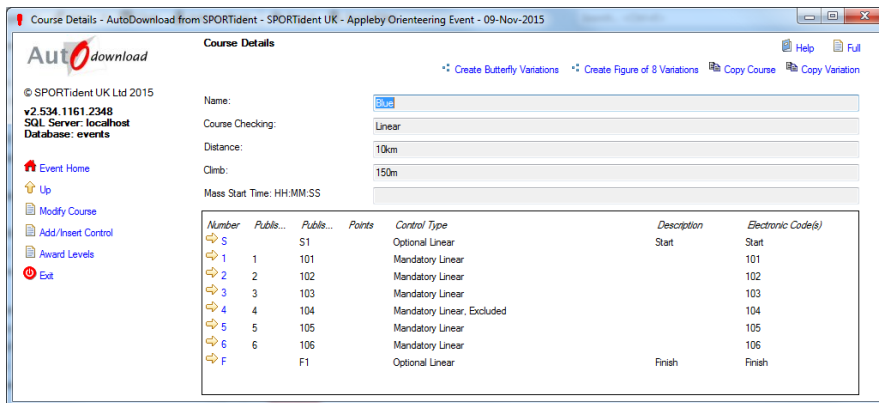 Course Details - AutoDownload from SPORTident - SPORTident UK - Appleby Orienteering Event - 09-Nov-2015
Autodownload
Course Details
Help Full
Create Butterfly Variations Create Figure of 8 Variations Copy Course Copy Variation
© SPORTident UK Ltd 2015
v2.534.1161.2348
SQL Server: localhost
Database: events
Event Home
Up
Modify Course
Add/Insert Control
Award Levels
Exit
Name: Blue
Course Checking: Linear
Distance: 10km
Climb: 150m
Mass Start Time: HH:MM:SS
Number Publis... Publis... Points Control Type Description Electronic Code(s)
S S1 Optional Linear Start Start
1 1 101 Mandatory Linear 101
2 2 102 Mandatory Linear 102
3 3 103 Mandatory Linear 103
4 4 104 Mandatory Linear, Excluded 104
5 5 105 Mandatory Linear 105
6 6 106 Mandatory Linear 106
F F1 Optional Linear Finish Finish